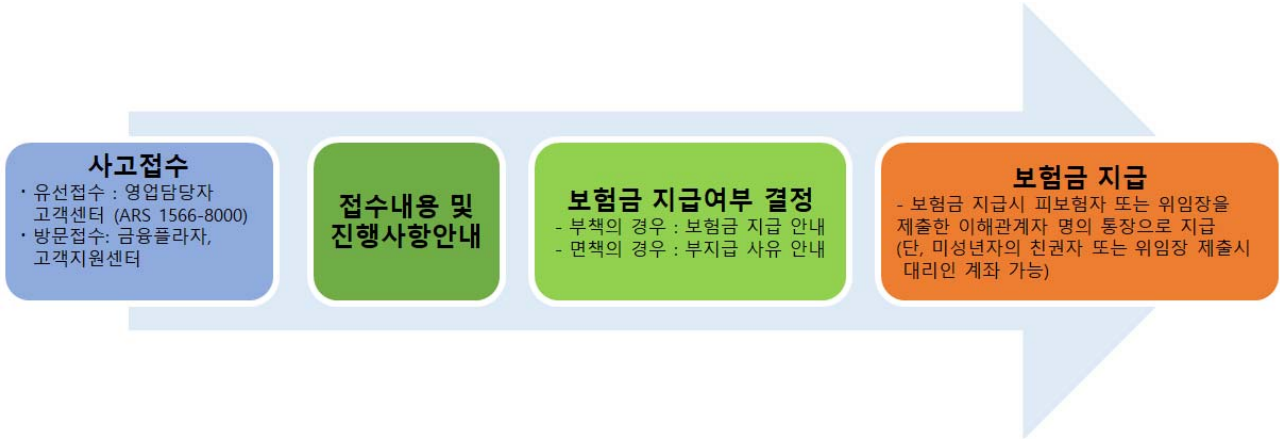 사고접수
· 유선접수 : 영업담당자
고객센터 (ARS 1566-8000)
· 방문접수: 금융플라자,
고객지원센터
접수내용 및
진행사항안내
보험금 지급여부 결정
- 부책의 경우 : 보험금 지급 안내
- 면책의 경우 : 부지급 사유 안내
보험금 지급
- 보험금 지급시 피보험자 또는 위임장을
제출한 이해관계자 명의 통장으로 지급
(단, 미성년자의 친권자 또는 위임장 제출시
대리인 계좌 가능)